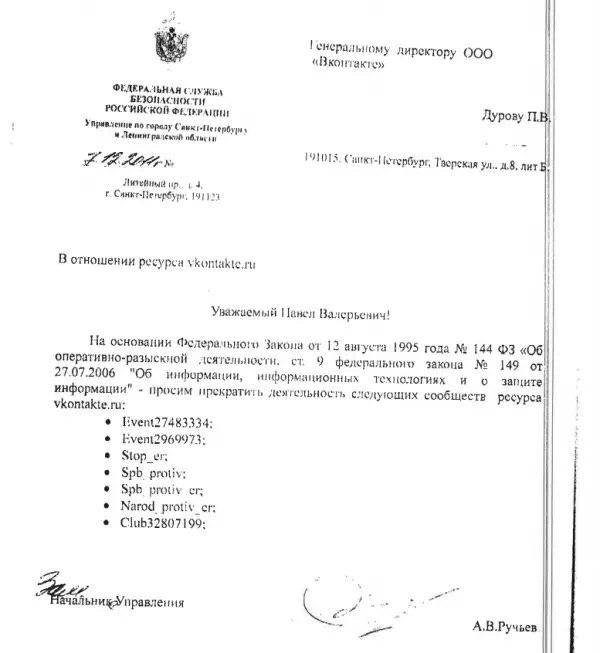 ФЕДЕРАЛЬНАЯ СЛУЖБА
БЕЗОПАСНОСТИ
РОССИЙСКОЙ ФЕДЕРАЦИИ
Управление по городу Санкт-Петербургу
и Ленинградской области
7.12.2011г №
Литейный пр., д. 4,
г. Санкт-Петербург, 191123
Генеральному директору ООО
«Вконтакте»
Дурову П.В.
191015, Санкт-Петербург, Тверская ул., д.8, лит Б.
В отношении ресурса vkontakte.ru
Уважаемый Павел Валерьевич!
На основании Федерального Закона от 12 августа 1995 года № 144 ФЗ «Об
оперативно-разыскной деятельности, ст. 9 федерального закона № 149 от
27.07.2006 "Об информации, информационных технологиях и о защите
информации" - просим прекратить деятельность следующих сообществ ресурса
vkontakte.ru:
• Event27483334;
• Event2969973;
• Stop_er;
• Spb_protiv;
• Spb_protiv_er;
• Narod_protiv_er;
• Club32807199;
Начальник Управления
А.В.Ручьев